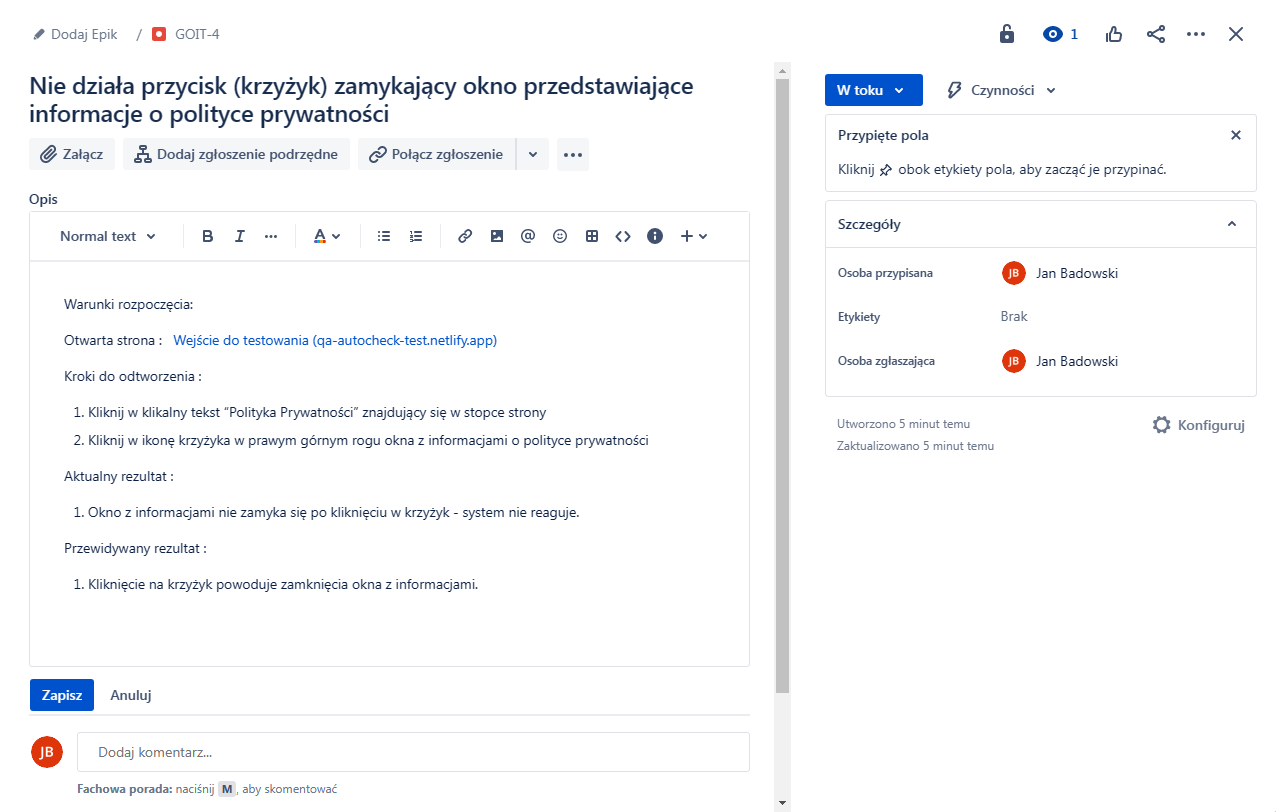 Dodaj Epik / GOIT-4
1
Nie działa przycisk (krzyżyk) zamykający okno przedstawiające
informacje o polityce prywatności
Załącz Dodaj zgłoszenie podrzędne Połącz zgłoszenie
Opis
Normal text B I A
Warunki rozpoczęcia:
Otwarta strona : Wejście do testowania (qa-autocheck-test.netlify.app)
Kroki do odtworzenia :
1. Kliknij w klikalny tekst “Polityka Prywatności” znajdujący się w stopce strony
2. Kliknij w ikonę krzyżyka w prawym górnym rogu okna z informacjami o polityce prywatności
Aktualny rezultat :
1. Okno z informacjami nie zamyka się po kliknięciu w krzyżyk - system nie reaguje.
Przewidywany rezultat :
1. Kliknięcie na krzyżyk powoduje zamknięcia okna z informacjami.
Zapisz Anuluj
JB Dodaj komentarz...
Fachowa porada: naciśnij M, aby skomentować
W toku Czynności
Przypięte pola
Kliknij obok etykiety pola, aby zacząć je przypinać.
Szczegóły
Osoba przypisana JB Jan Badowski
Etykiety Brak
Osoba zgłaszająca JB Jan Badowski
Utworzono 5 minut temu Konfiguruj
Zaktualizowano 5 minut temu